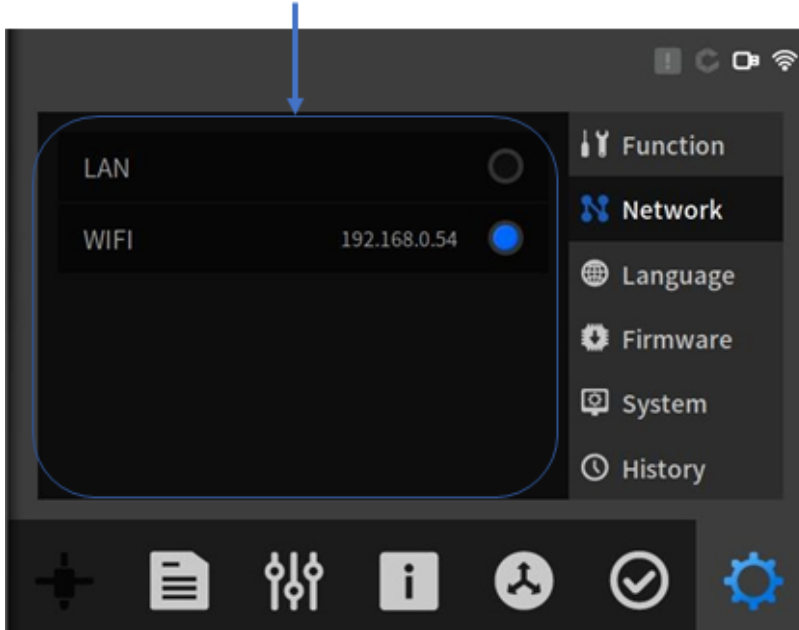 LAN
WIFI 192.168.0.54
Function
Network
Language
Firmware
System
History